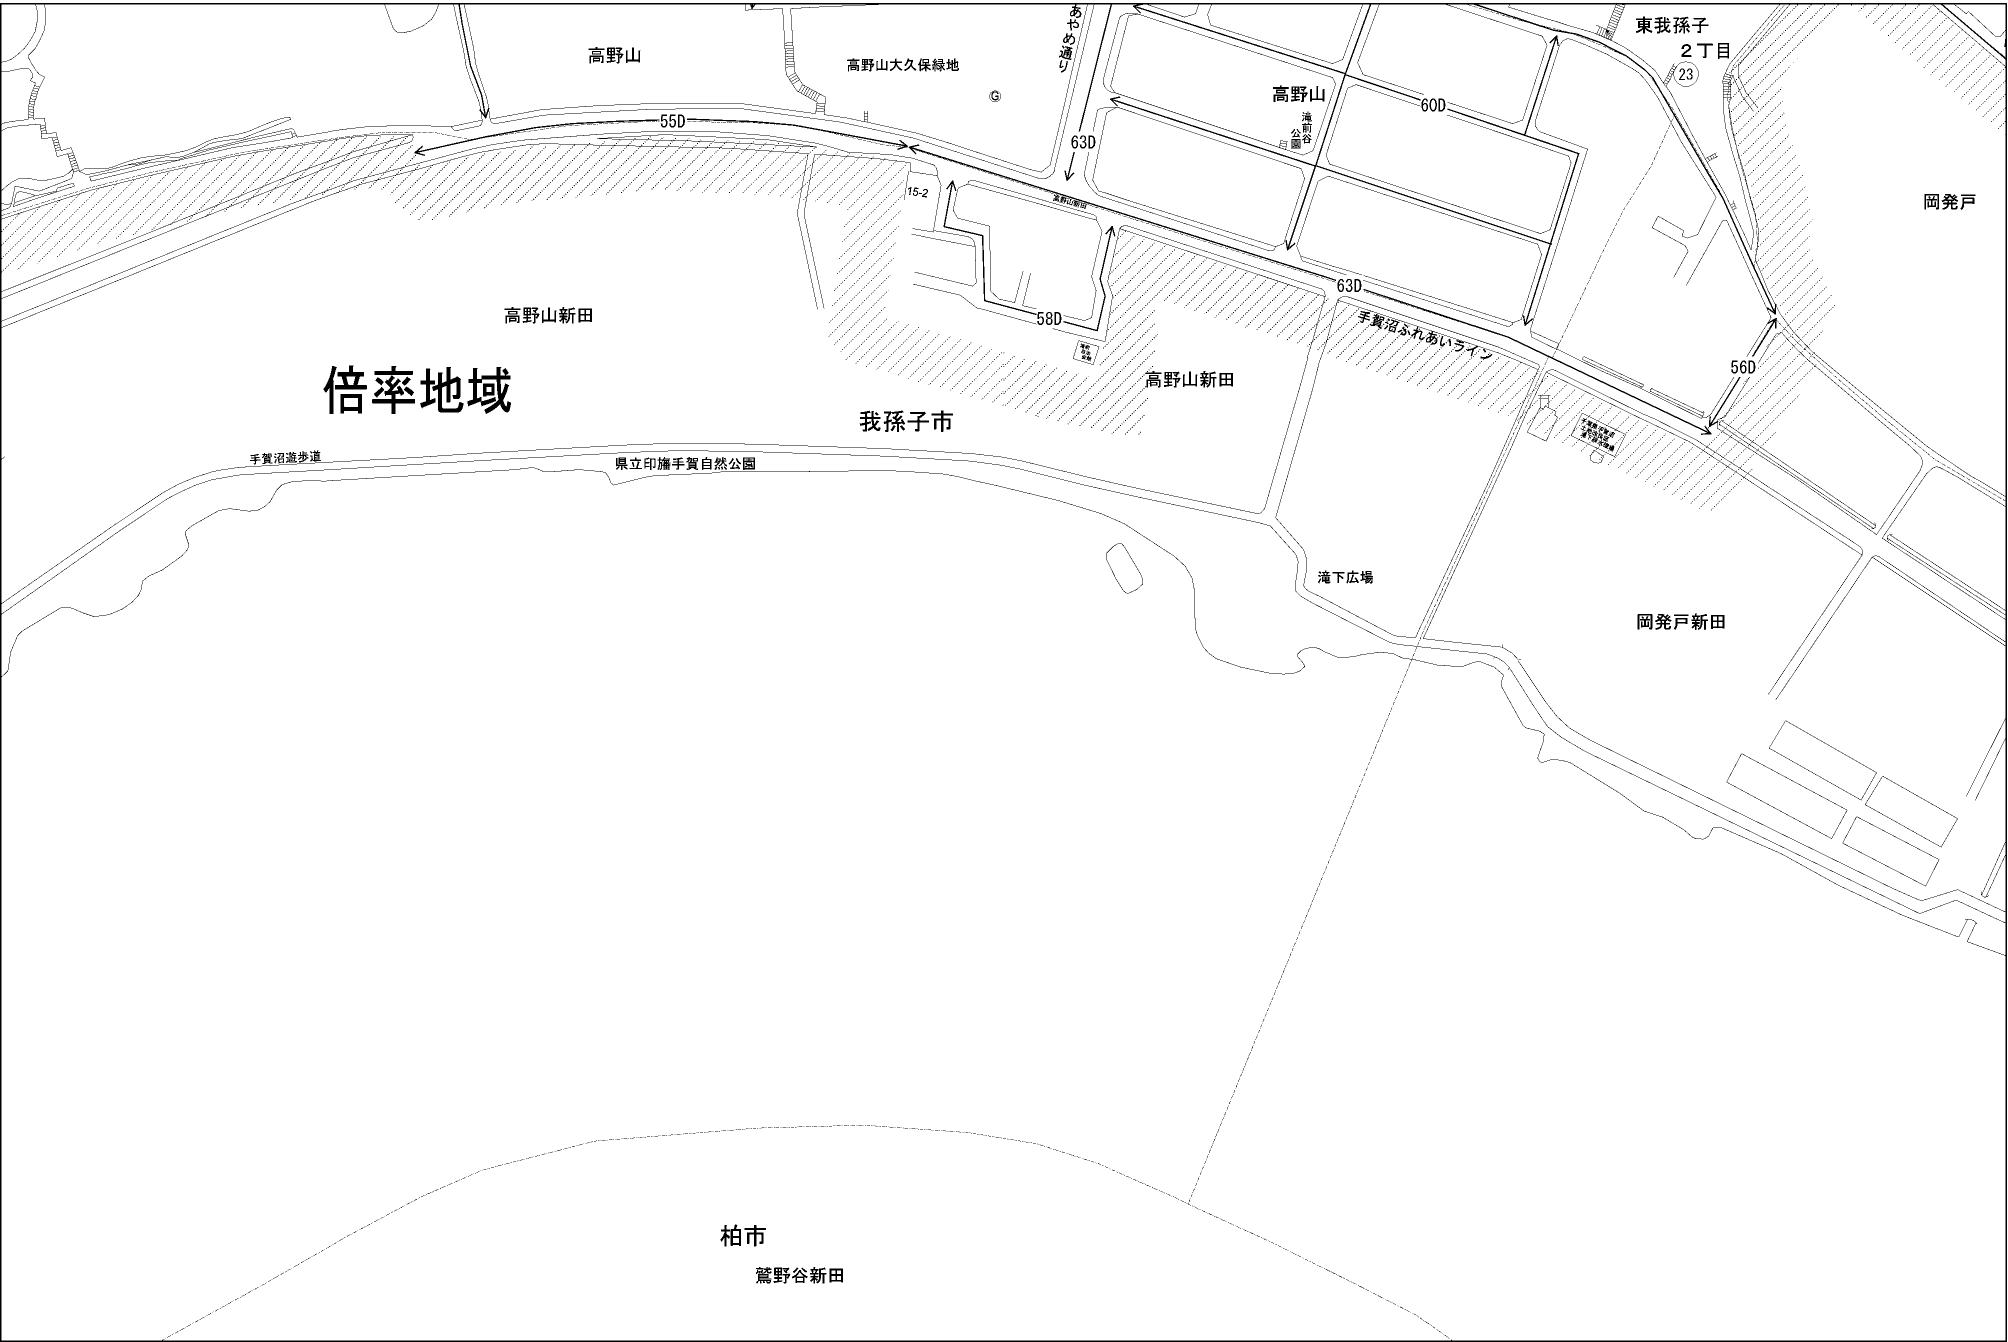 東我孫子
2丁目
23
あやめ通り
高野山
高野山大久保緑地
G
高野山
滝前谷
公園
60D
55D
63D
15-2
高野山新田
岡発戸
高野山新田
58D
63D
手賀沼ふれあいライン
56D
倍率地域
高野山新田
我孫子市
手賀沼遊歩道
県立印旛手賀自然公園
滝下広場
岡発戸新田
柏市
鷲野谷新田